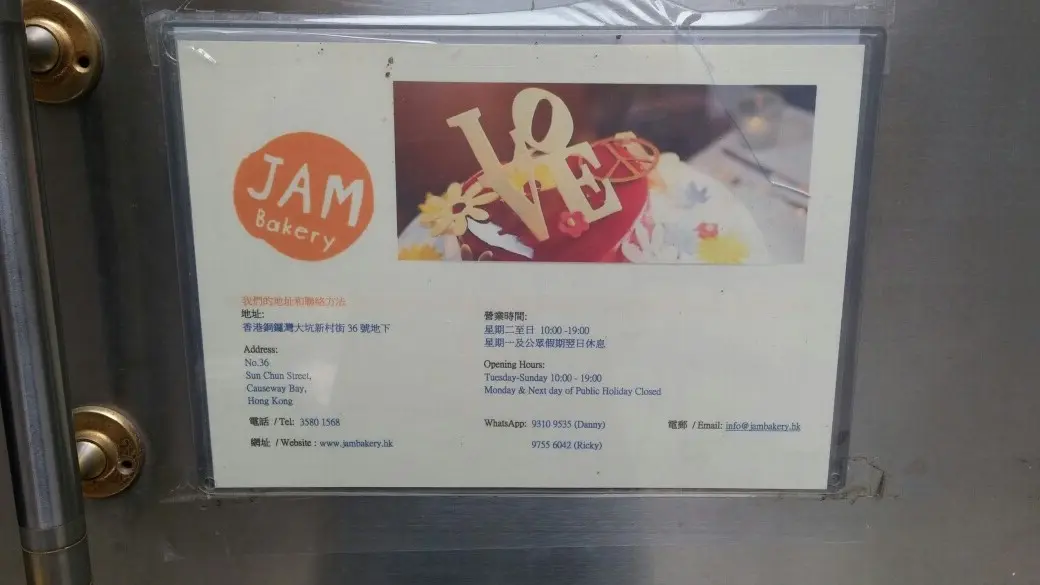 JAM
Bakery
LOVE
我們的地址和聯絡方法
地址:
香港銅鑼灣大坑新村街 36 號地下
Address:
No.36
Sun Chun Street,
Causeway Bay,
Hong Kong
電話 / Tel: 3580 1568
網址 / Website : www.jambakery.hk
營業時間:
星期二至日 10:00 -19:00
星期一及公眾假期翌日休息
Opening Hours:
Tuesday-Sunday 10:00 - 19:00
Monday & Next day of Public Holiday Closed
WhatsApp: 9310 9535 (Danny)
9755 6042 (Ricky)
電郵 / Email: info@jambakery.hk